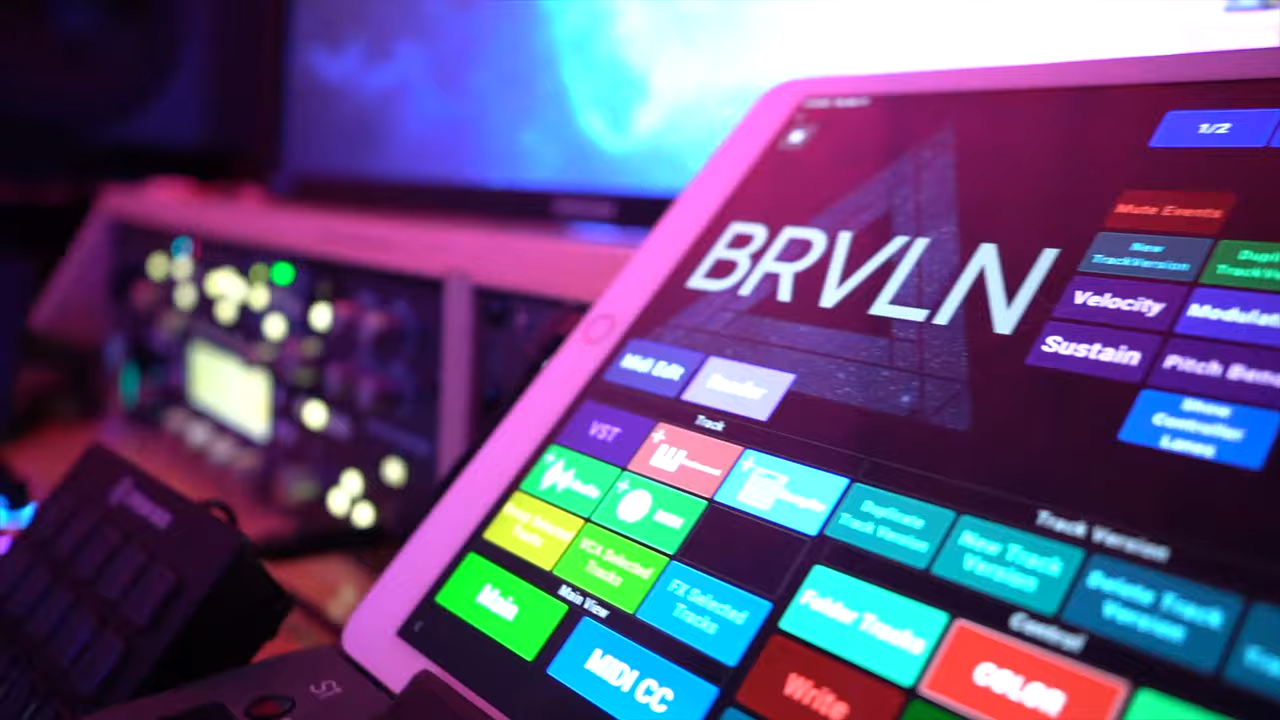 1/2
BRVLN
Mute Events
New
TrackVersion
Velocity
Sustain
Pitch
Show
Controller
Lanes
Midi Edit
Render
Track
VST
VCA Selected
Tracks
FX Selected
Tracks
Main
Main View
MIDI CC
Track Version
Duplicate
Track Version
New Track
Version
Delete Track
Version
Control
Folder Tracks
COLOR
Write